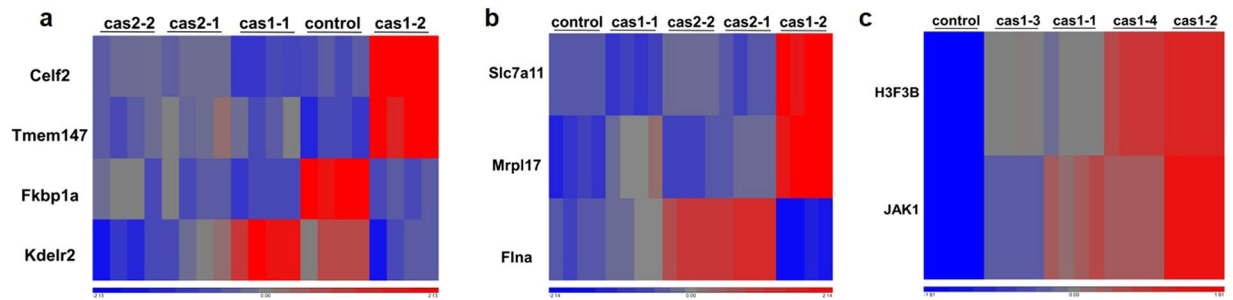 a
cas2-2 cas2-1 cas1-1 control cas1-2
Celf2
Tmem147
Fkbp1a
Kdelr2
-2.13 0.00 2.13
b
control cas1-1 cas2-2 cas2-1 cas1-2
Slc7a11
Mrpl17
Flna
-2.14 0.00 2.14
c
control cas1-3 cas1-1 cas1-4 cas1-2
H3F3B
JAK1
-1.61 0.00 1.61